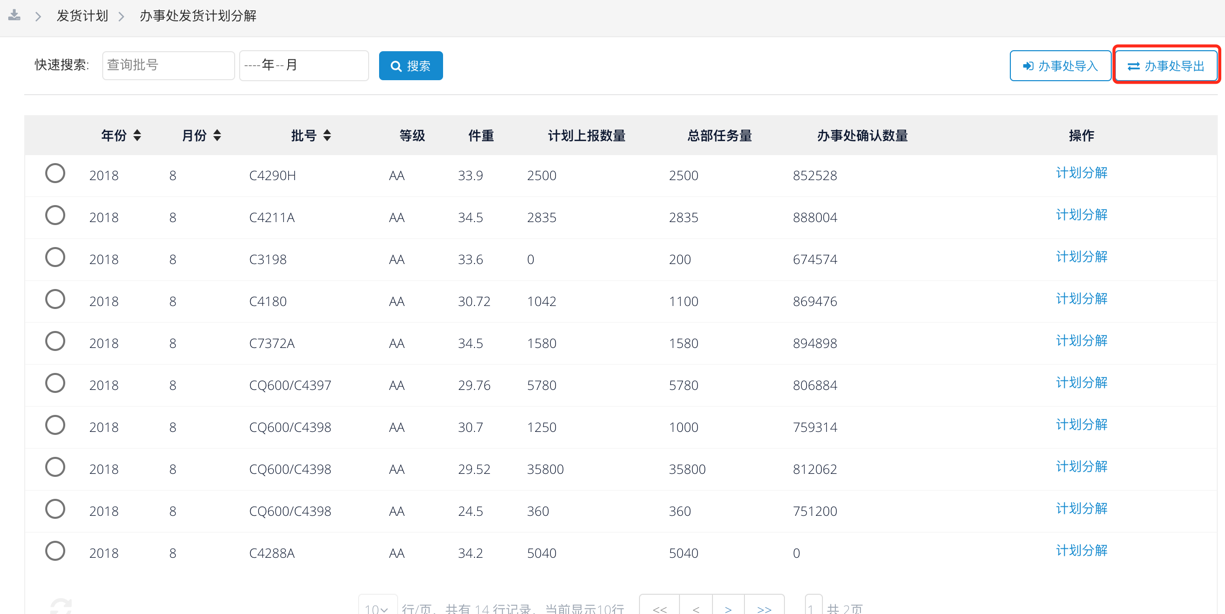 发货计划 办事处发货计划分解
快速搜索: 查询批号 ----年--月 搜索 办事处导入 办事处导出
年份 月份 批号 等级 件重 计划上报数量 总部任务量 办事处确认数量 操作
2018 8 C4290H AA 33.9 2500 2500 852528 计划分解
2018 8 C4211A AA 34.5 2835 2835 888004 计划分解
2018 8 C3198 AA 33.6 0 200 674574 计划分解
2018 8 C4180 AA 30.72 1042 1100 869476 计划分解
2018 8 C7372A AA 34.5 1580 1580 894898 计划分解
2018 8 CQ600/C4397 AA 29.76 5780 5780 806884 计划分解
2018 8 CQ600/C4398 AA 30.7 1250 1000 759314 计划分解
2018 8 CQ600/C4398 AA 29.52 35800 35800 812062 计划分解
2018 8 CQ600/C4398 AA 24.5 360 360 751200 计划分解
2018 8 C4288A AA 34.2 5040 5040 0 计划分解
10 行/页，共有 14 行记录，当前显示10行 << < > >> 1 共 2页